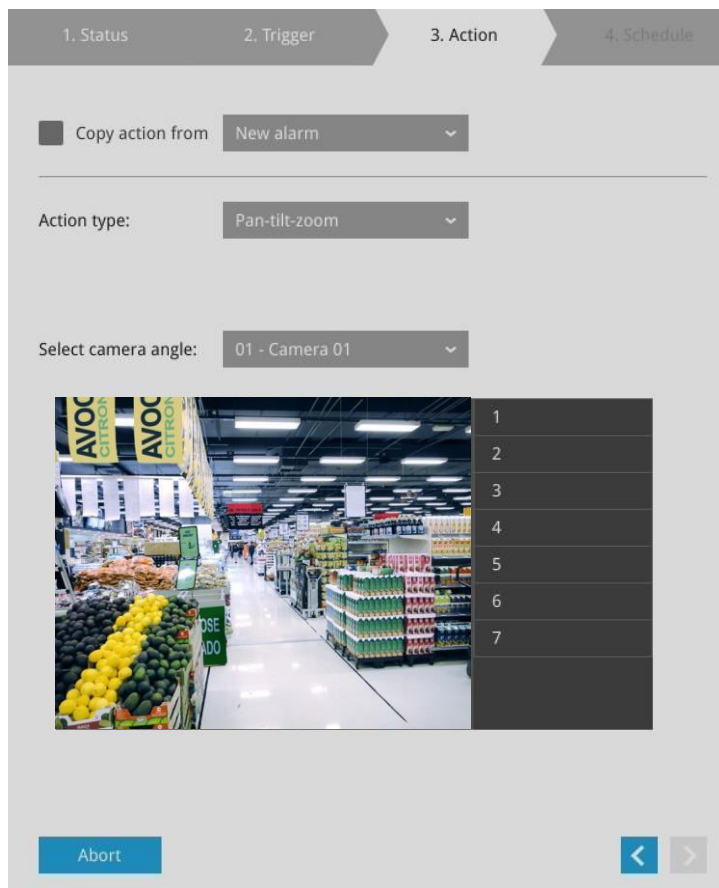 1. Status 2. Trigger 3. Action 4. Schedule
Copy action from New alarm
Action type: Pan-tilt-zoom
Select camera angle: 01 - Camera 01
AVOC
CITRON
AVOC
CITRON
1
2
3
4
5
6
7
OSE
ADO
Abort